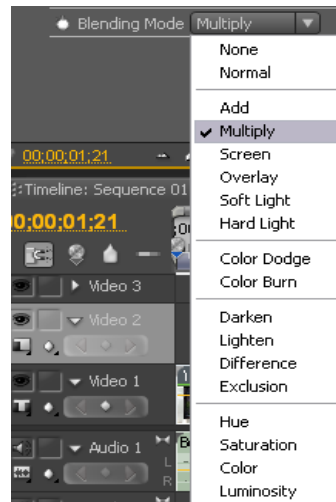 Blending Mode Multiply
None
Normal
Add
Multiply
Screen
Overlay
Soft Light
Hard Light
Color Dodge
Color Burn
Darken
Lighten
Difference
Exclusion
Hue
Saturation
Color
Luminosity
00;00;01;21
Timeline: Sequence 01
0;00;01;21
Video 3
Video 2
Video 1
Audio 1
L
R